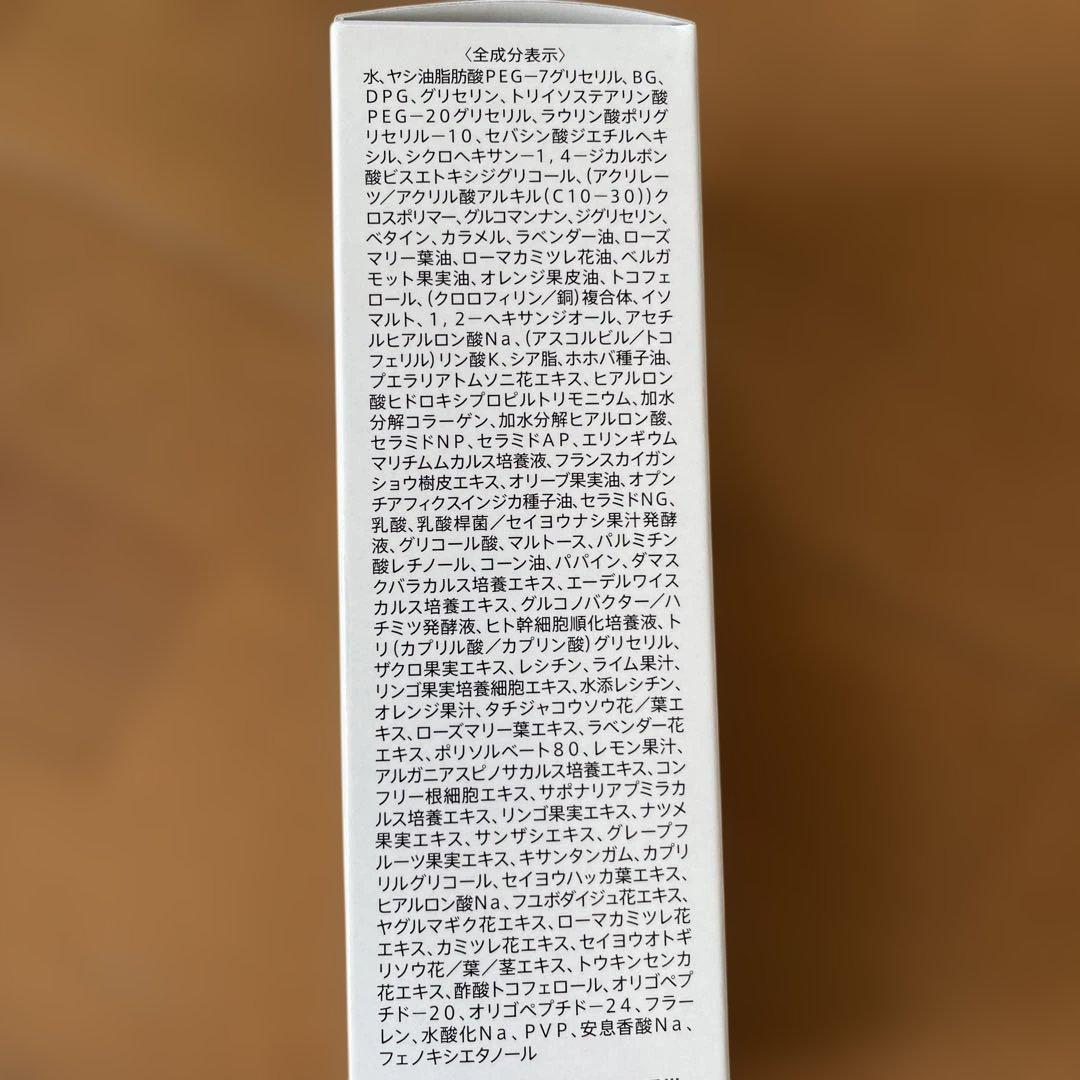 〈全成分表示〉
水、ヤシ油脂肪酸PEG－7グリセリル、BG、
DPG、グリセリン、トリイソステアリン酸
PEG－20グリセリル、ラウリン酸ポリグ
リセリル－10、セバシン酸ジエチルヘキ
シル、シクロヘキサン－1，4－ジカルボン
酸ビスエトキシジグリコール、(アクリレー
ツ／アクリル酸アルキル(C10－30))ク
ロスポリマー、グルコマンナン、ジグリセリン、
ベタイン、カラメル、ラベンダー油、ローズ
マリー葉油、ローマカミツレ花油、ベルガ
モット果実油、オレンジ果皮油、トコフェ
ロール、(クロロフィリン／銅)複合体、イソ
マルト、1，2－ヘキサンジオール、アセチ
ルヒアルロン酸Na、(アスコルビル／トコ
フェリル)リン酸K、シア脂、ホホバ種子油、
プエラリアトムソニ花エキス、ヒアルロン
酸ヒドロキシプロピルトリモニウム、加水
分解コラーゲン、加水分解ヒアルロン酸、
セラミドNP、セラミドAP、エリンギウム
マリチムムカルス培養液、フランスカイガン
ショウ樹皮エキス、オリーブ果実油、オプン
チアフィクスインジカ種子油、セラミドNG、
乳酸、乳酸桿菌／セイヨウナシ果汁発酵
液、グリコール酸、マルトース、パルミチン
酸レチノール、コーン油、パパイン、ダマス
クバラカルス培養エキス、エーデルワイス
カルス培養エキス、グルコノバクター／ハ
チミツ発酵液、ヒト幹細胞順化培養液、ト
リ(カプリル酸／カプリン酸)グリセリル、
ザクロ果実エキス、レシチン、ライム果汁、
リンゴ果実培養細胞エキス、水添レシチン、
オレンジ果汁、タチジャコウソウ花／葉エ
キス、ローズマリー葉エキス、ラベンダー花
エキス、ポリソルベート80、レモン果汁、
アルガニアスピノサカルス培養エキス、コン
フリー根細胞エキス、サポナリアプミラカ
ルス培養エキス、リンゴ果実エキス、ナツメ
果実エキス、サンザシエキス、グレープフ
ルーツ果実エキス、キサンタンガム、カプリ
リルグリコール、セイヨウハッカ葉エキス、
ヒアルロン酸Na、フユボダイジュ花エキス、
ヤグルマギク花エキス、ローマカミツレ花
エキス、カミツレ花エキス、セイヨウオトギ
リソウ花／葉／茎エキス、トウキンセンカ
花エキス、酢酸トコフェロール、オリゴペプ
チド－20、オリゴペプチド－24、フラー
レン、水酸化Na、PVP、安息香酸Na、
フェノキシエタノール